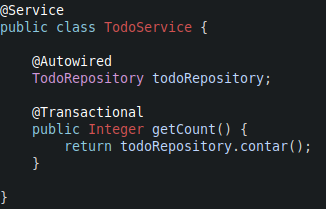 @Service
public class TodoService {
@Autowired
TodoRepository todoRepository;
@Transactional
public Integer getCount() {
return todoRepository.contar();
}
}